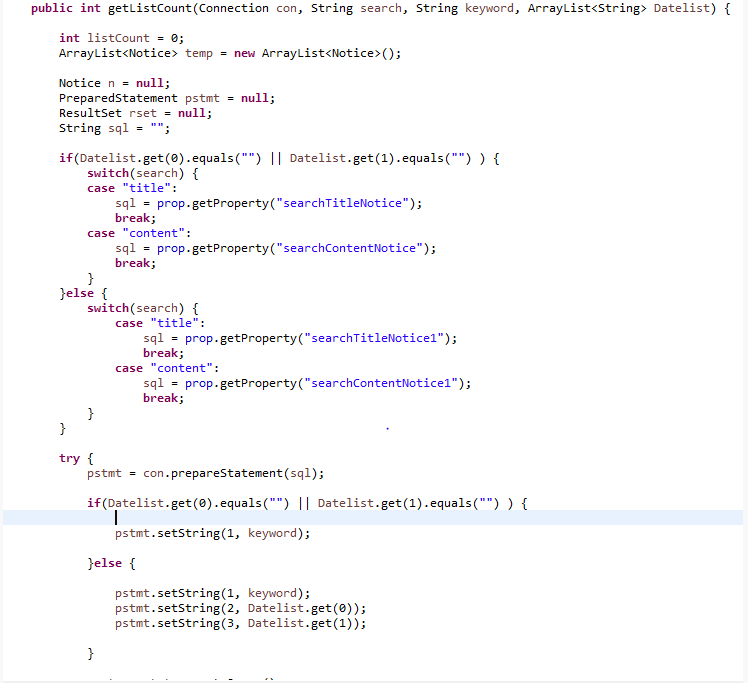 public int getListCount(Connection con, String search, String keyword, ArrayList<String> Datelist) {
int listCount = 0;
ArrayList<Notice> temp = new ArrayList<Notice>();
Notice n = null;
PreparedStatement pstmt = null;
ResultSet rset = null;
String sql = "";
if(Datelist.get(0).equals("") || Datelist.get(1).equals("") ) {
switch(search) {
case "title":
sql = prop.getProperty("searchTitleNotice");
break;
case "content":
sql = prop.getProperty("searchContentNotice");
break;
}
}else {
switch(search) {
case "title":
sql = prop.getProperty("searchTitleNotice1");
break;
case "content":
sql = prop.getProperty("searchContentNotice1");
break;
}
}
try {
pstmt = con.prepareStatement(sql);
if(Datelist.get(0).equals("") || Datelist.get(1).equals("") ) {
pstmt.setString(1, keyword);
}else {
pstmt.setString(1, keyword);
pstmt.setString(2, Datelist.get(0));
pstmt.setString(3, Datelist.get(1));
}